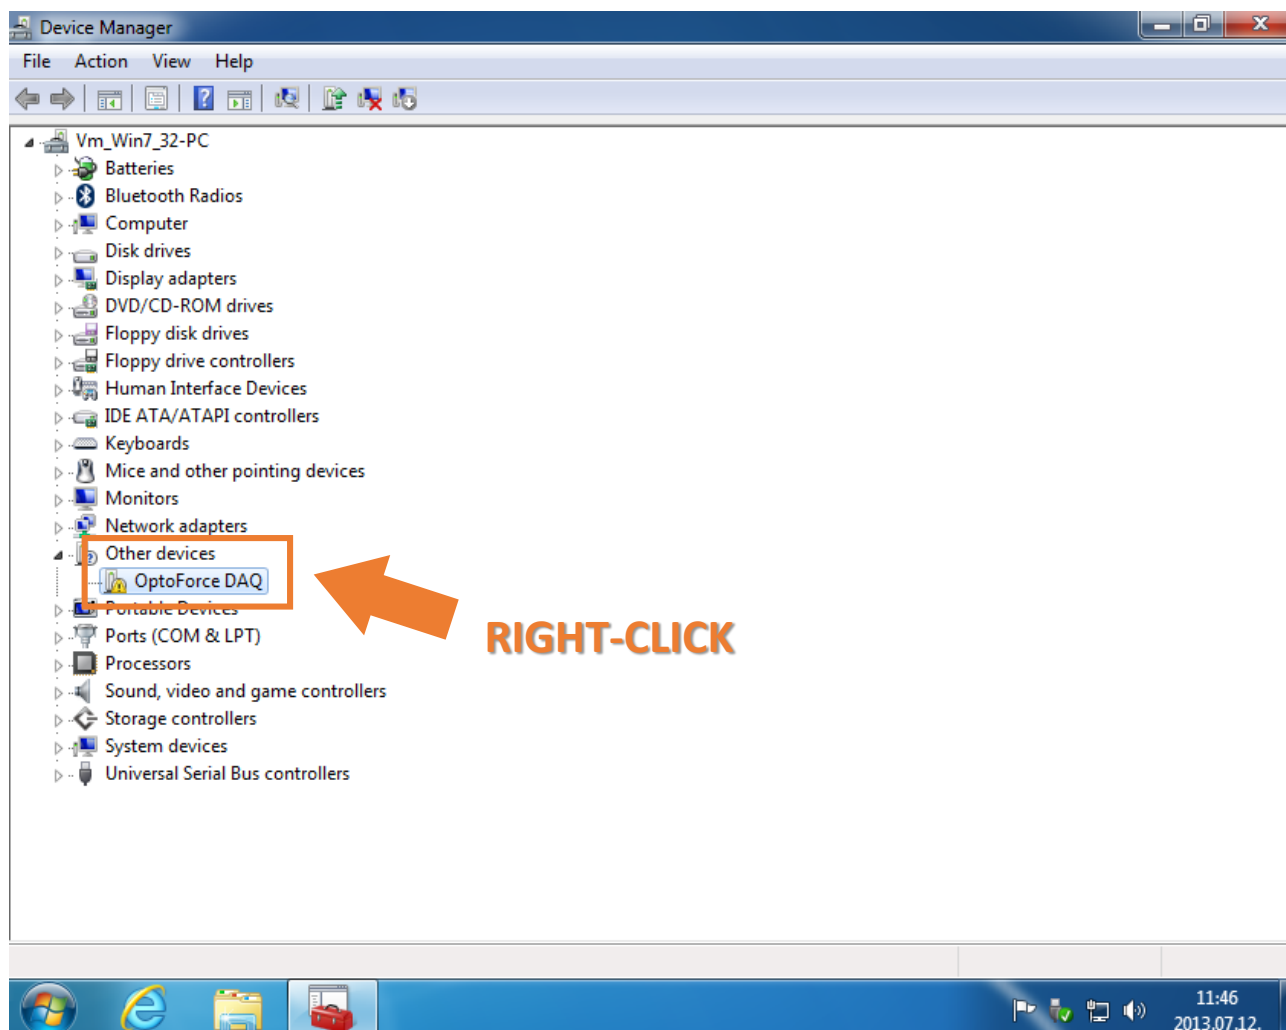 Device Manager
File Action View Help
Vm_Win7_32-PC
Batteries
Bluetooth Radios
Computer
Disk drives
Display adapters
DVD/CD-ROM drives
Floppy disk drives
Floppy drive controllers
Human Interface Devices
IDE ATA/ATAPI controllers
Keyboards
Mice and other pointing devices
Monitors
Network adapters
Other devices
OptoForce DAQ
Portable Devices
Ports (COM & LPT)
RIGHT-CLICK
Processors
Sound, video and game controllers
Storage controllers
System devices
Universal Serial Bus controllers
11:46
2013.07.12.